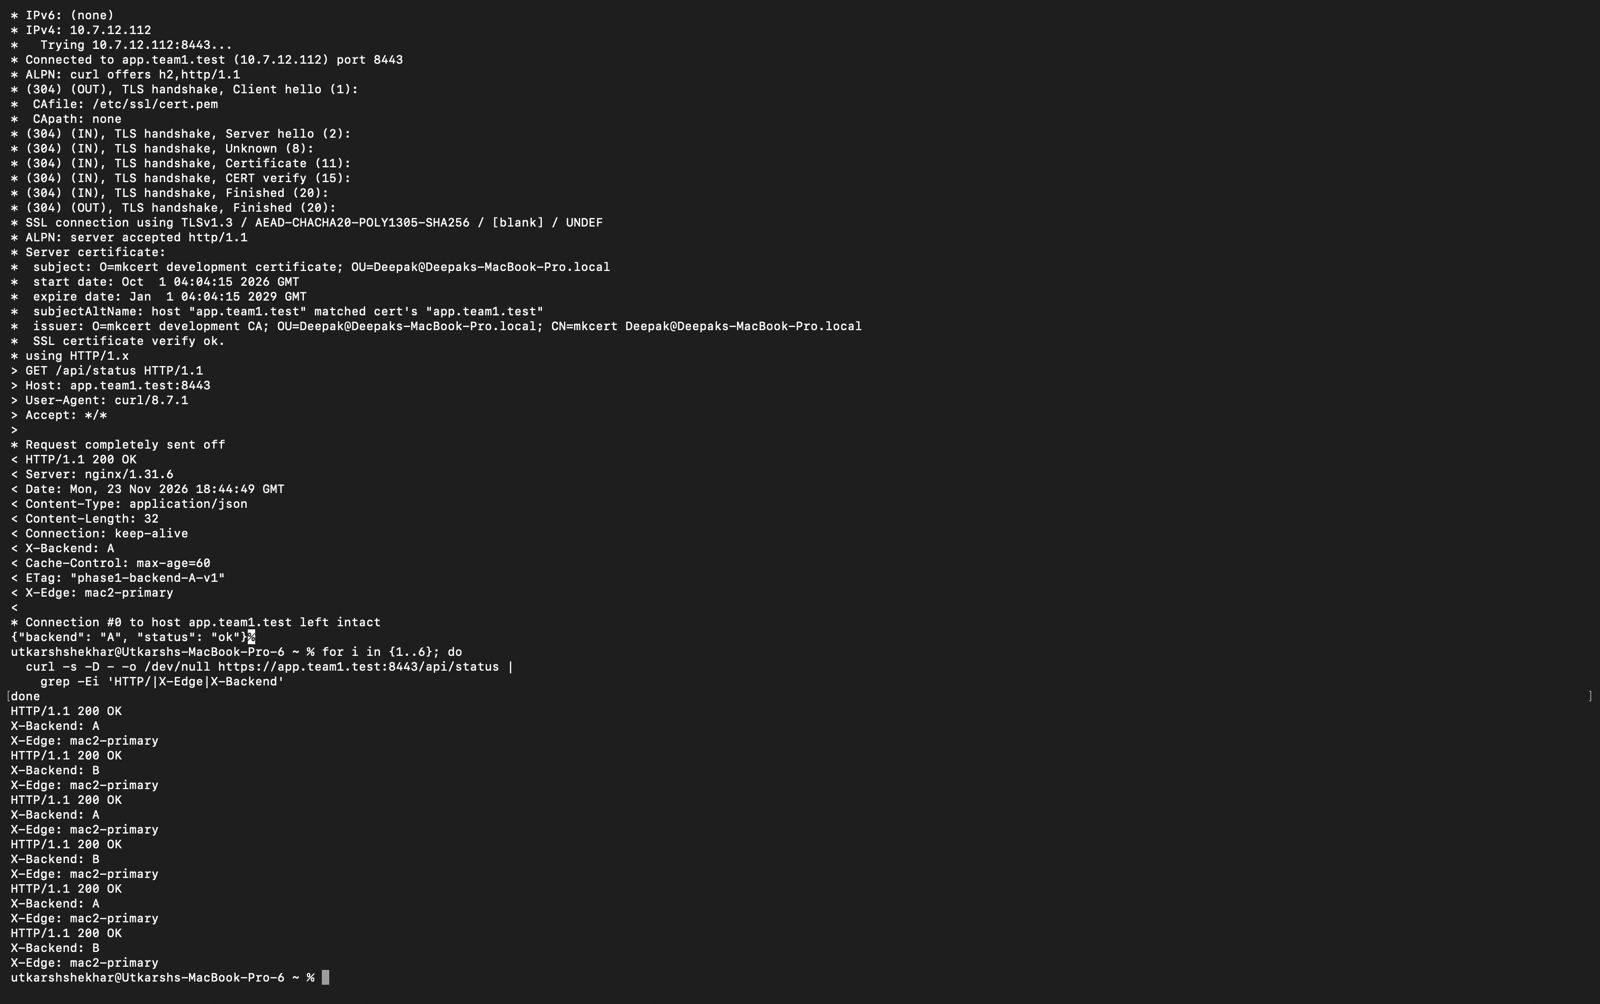 * IPv6: (none)
* IPv4: 10.7.12.112
*   Trying 10.7.12.112:8443...
* Connected to app.team1.test (10.7.12.112) port 8443
* ALPN: curl offers h2,http/1.1
* (304) (OUT), TLS handshake, Client hello (1):
*  CAfile: /etc/ssl/cert.pem
*  CApath: none
* (304) (IN), TLS handshake, Server hello (2):
* (304) (IN), TLS handshake, Unknown (8):
* (304) (IN), TLS handshake, Certificate (11):
* (304) (IN), TLS handshake, CERT verify (15):
* (304) (IN), TLS handshake, Finished (20):
* (304) (OUT), TLS handshake, Finished (20):
* SSL connection using TLSv1.3 / AEAD-CHACHA20-POLY1305-SHA256 / [blank] / UNDEF
* ALPN: server accepted http/1.1
* Server certificate:
*  subject: O=mkcert development certificate; OU=Deepak@Deepaks-MacBook-Pro.local
*  start date: Oct  1 04:04:15 2026 GMT
*  expire date: Jan  1 04:04:15 2029 GMT
*  subjectAltName: host "app.team1.test" matched cert's "app.team1.test"
*  issuer: O=mkcert development CA; OU=Deepak@Deepaks-MacBook-Pro.local; CN=mkcert Deepak@Deepaks-MacBook-Pro.local
*  SSL certificate verify ok.
* using HTTP/1.x
> GET /api/status HTTP/1.1
> Host: app.team1.test:8443
> User-Agent: curl/8.7.1
> Accept: */*
>
* Request completely sent off
< HTTP/1.1 200 OK
< Server: nginx/1.31.6
< Date: Mon, 23 Nov 2026 18:44:49 GMT
< Content-Type: application/json
< Content-Length: 32
< Connection: keep-alive
< X-Backend: A
< Cache-Control: max-age=60
< ETag: "phase1-backend-A-v1"
< X-Edge: mac2-primary
<
* Connection #0 to host app.team1.test left intact
{"backend": "A", "status": "ok"}%
utkarshshekhar@Utkarshs-MacBook-Pro-6 ~ % for i in {1..6}; do
  curl -s -D - -o /dev/null https://app.team1.test:8443/api/status |
    grep -Ei 'HTTP/|X-Edge|X-Backend'
[done ]
HTTP/1.1 200 OK
X-Backend: A
X-Edge: mac2-primary
HTTP/1.1 200 OK
X-Backend: B
X-Edge: mac2-primary
HTTP/1.1 200 OK
X-Backend: A
X-Edge: mac2-primary
HTTP/1.1 200 OK
X-Backend: B
X-Edge: mac2-primary
HTTP/1.1 200 OK
X-Backend: A
X-Edge: mac2-primary
HTTP/1.1 200 OK
X-Backend: B
X-Edge: mac2-primary
utkarshshekhar@Utkarshs-MacBook-Pro-6 ~ %